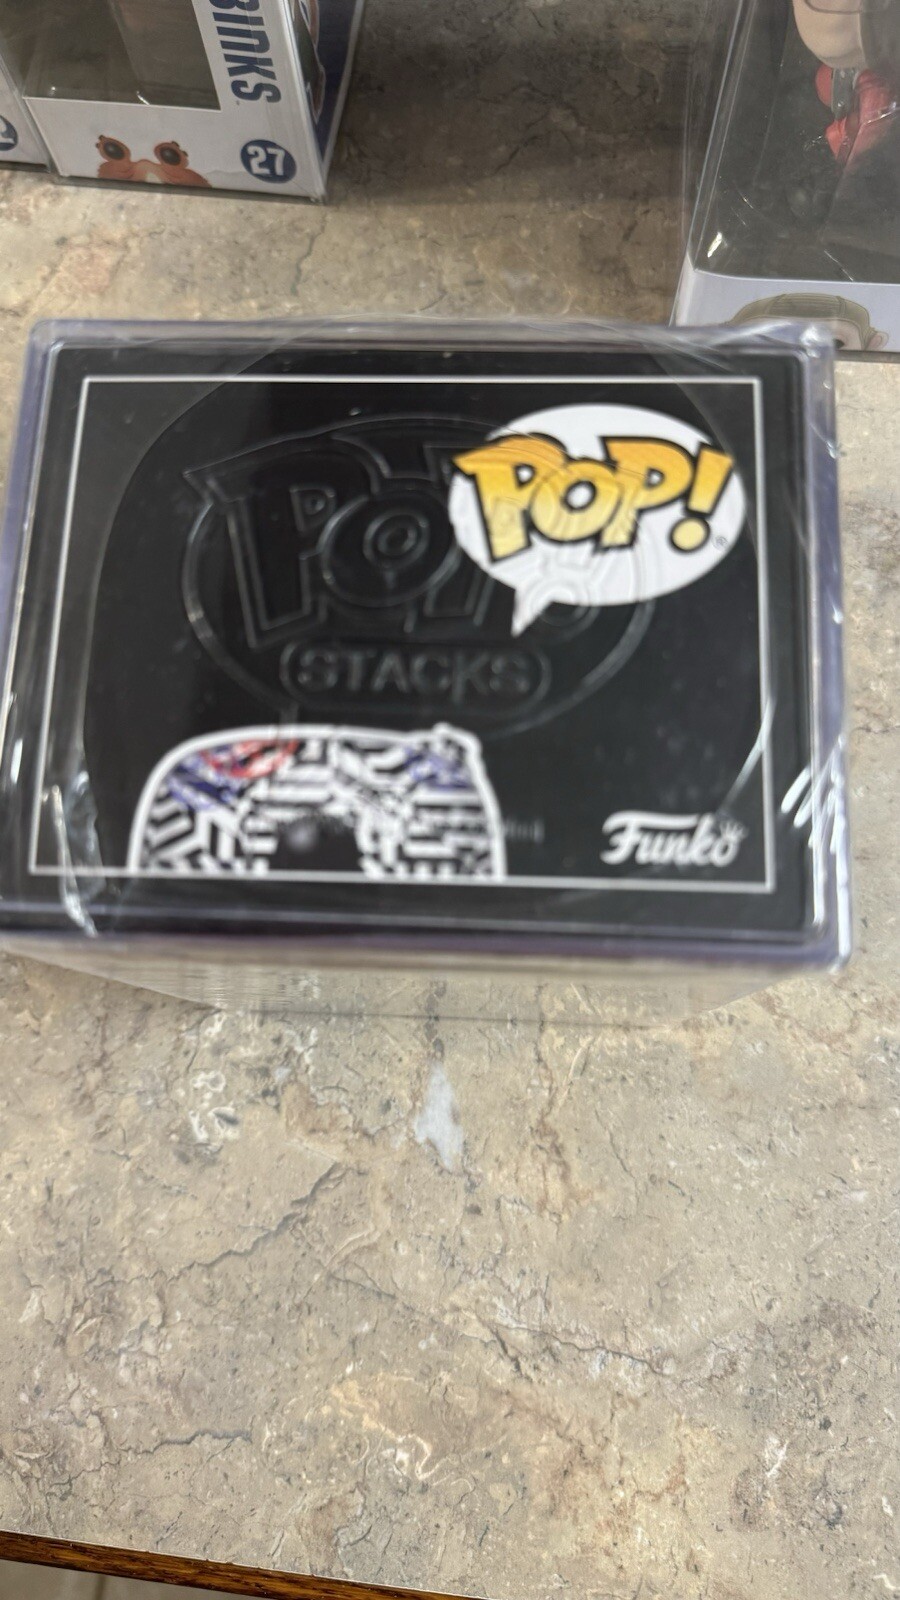 BINKS
27
POP!
POP
STACKS
Funko